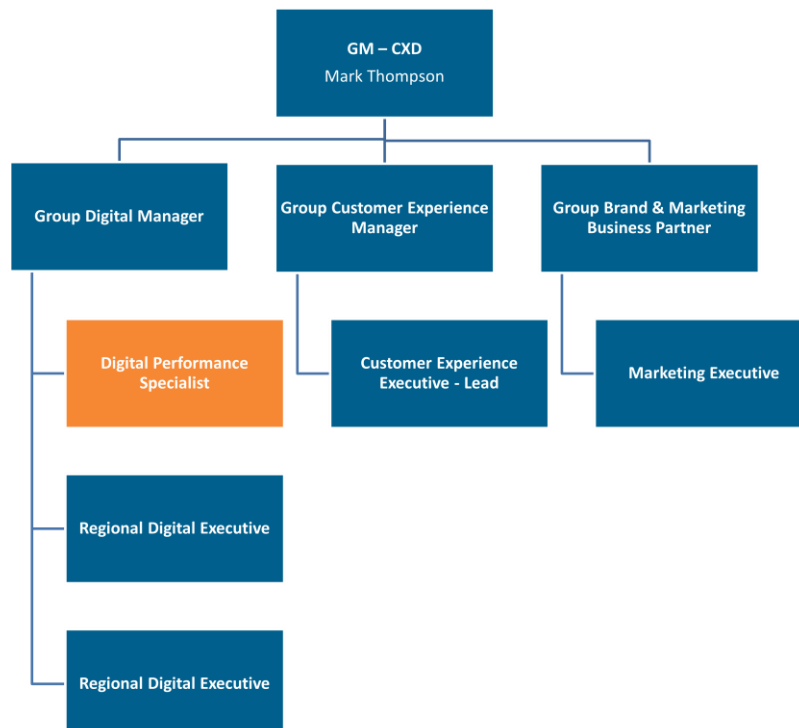 GM – CXD
Mark Thompson
Group Digital Manager
Group Customer Experience
Manager
Group Brand & Marketing
Business Partner
Digital Performance
Specialist
Customer Experience
Executive - Lead
Marketing Executive
Regional Digital Executive
Regional Digital Executive